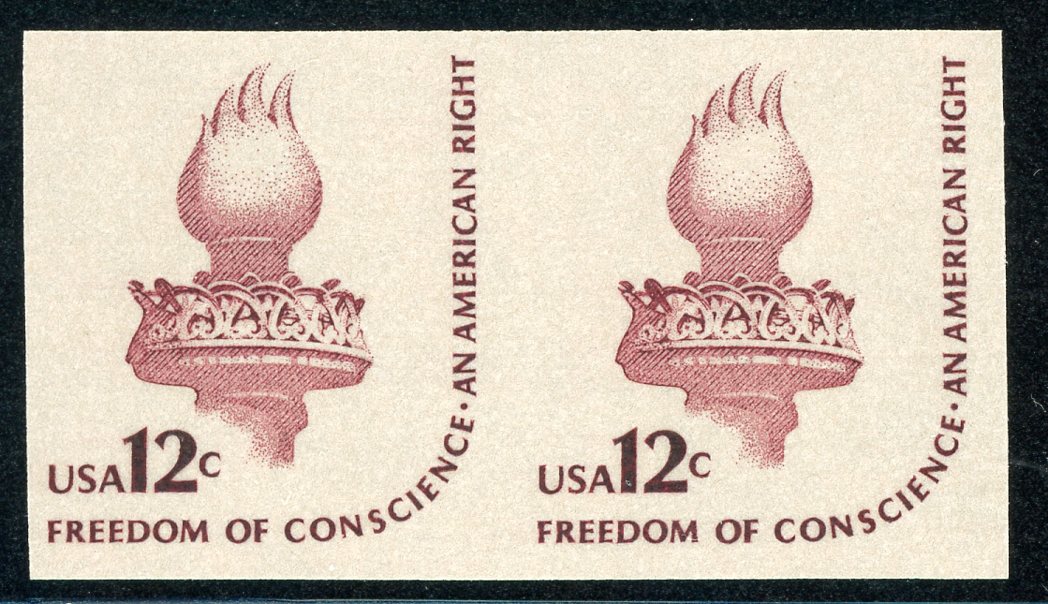 USA 12c
FREEDOM OF CONSCIENCE • AN AMERICAN RIGHT
USA 12c
FREEDOM OF CONSCIENCE • AN AMERICAN RIGHT